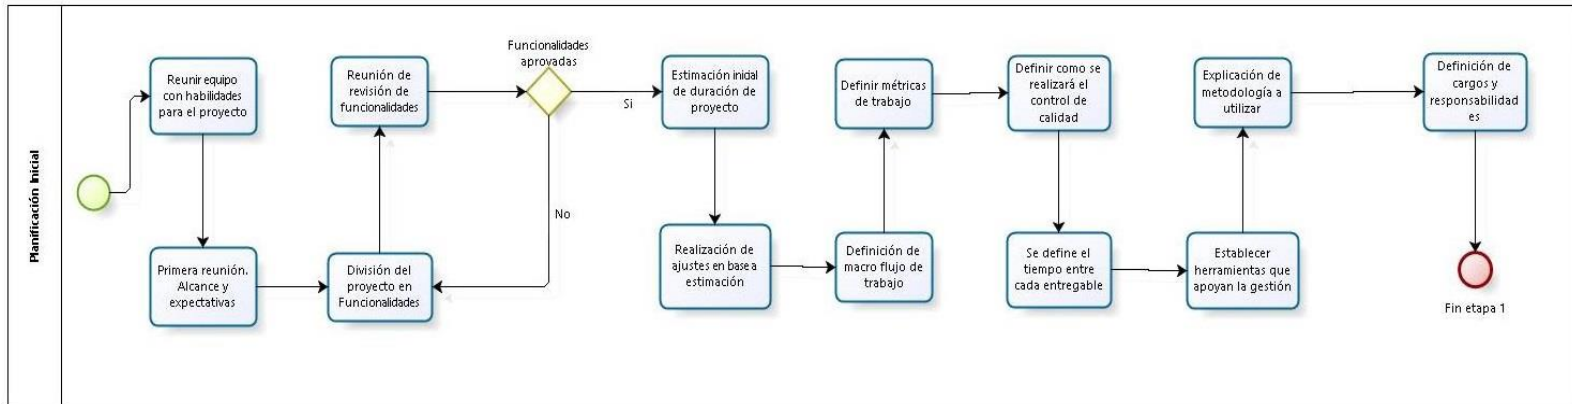 Planificación Inicial
Reunir equipo
con habilidades
para el proyecto
Primera reunión.
Alcance y
expectativas
División del
proyecto en
Funcionalidades
Reunión de
revisión de
funcionalidades
Funcionalidades
aprovadas
Si
No
Estimación inicial
de duración de
proyecto
Realización de
ajustes en base a
estimación
Definición de
macro flujo de
trabajo
Definir métricas
de trabajo
Definir como se
realizará el
control de
calidad
Se define el
tiempo entre
cada entregable
Establecer
herramientas que
apoyan la gestión
Explicación de
metodología a
utilizar
Definición de
cargos y
responsabilidad
es
Fin etapa 1